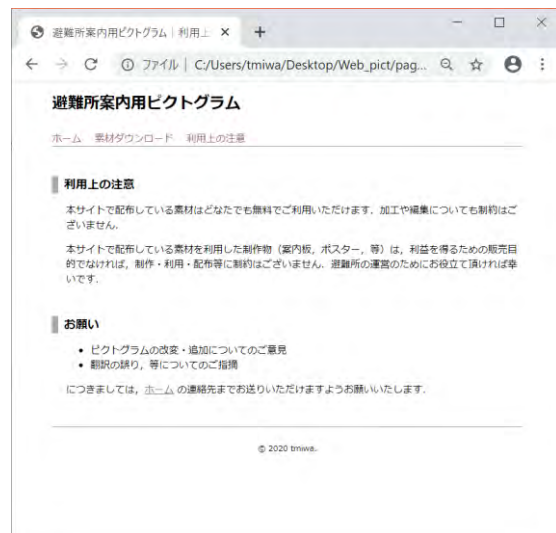 避難所案内用ピクトグラム｜利用上
ファイル | C:/Users/tmiwa/Desktop/Web_pict/pag...
避難所案内用ピクトグラム
ホーム 素材ダウンロード 利用上の注意
利用上の注意
本サイトで配布している素材はどなたでも無料でご利用いただけます．加工や編集についても制約はご
ざいません．
本サイトで配布している素材を利用した制作物（案内板，ポスター，等）は，利益を得るための販売目
的でなければ，制作・利用・配布等に制約はございません．避難所の運営のためにお役立て頂ければ幸
いです．
お願い
• ピクトグラムの改変・追加についてのご意見
• 翻訳の誤り，等についてのご指摘
につきましては，ホーム の連絡先までお送りいただけますようお願いいたします．
© 2020 tmiwa.